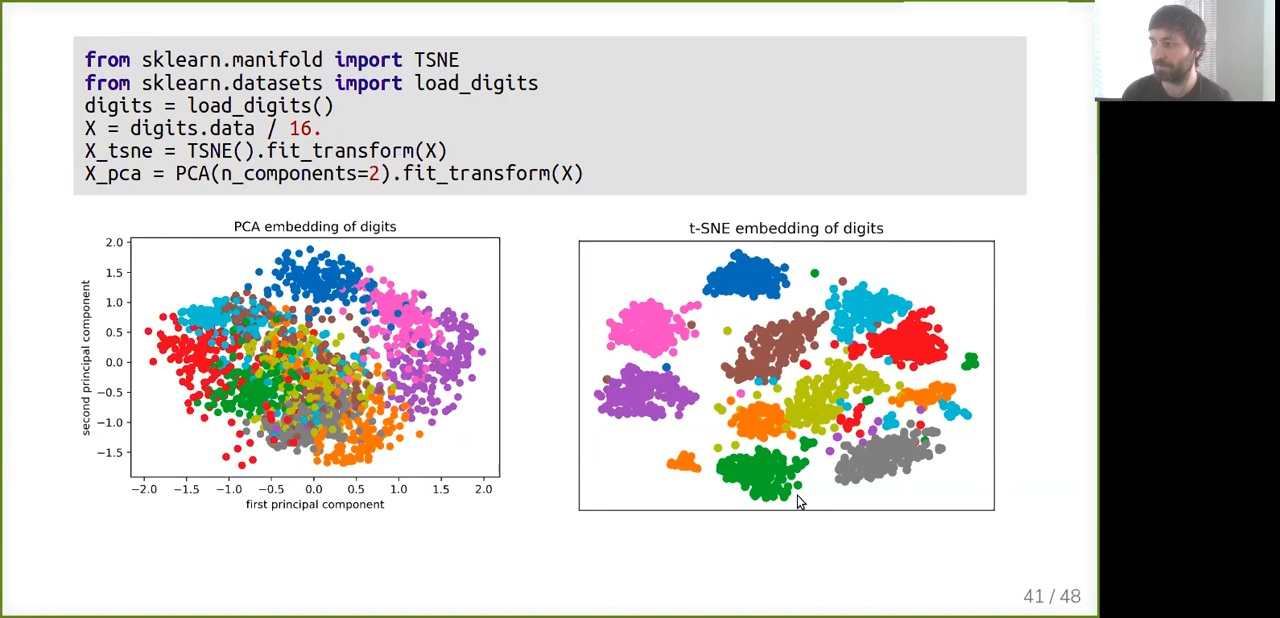 from sklearn.manifold import TSNE
from sklearn.datasets import load_digits
digits = load_digits()
X = digits.data / 16.
X_tsne = TSNE().fit_transform(X)
X_pca = PCA(n_components=2).fit_transform(X)
PCA embedding of digits
2.0
1.5
1.0
0.5
0.0
−0.5
−1.0
−1.5
second principal component
−2.0 −1.5 −1.0 −0.5 0.0 0.5 1.0 1.5 2.0
first principal component
t-SNE embedding of digits
41 / 48